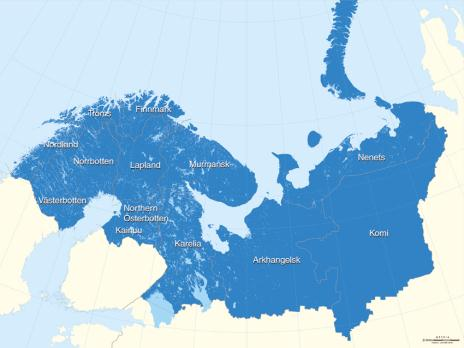 Troms
Finnmark
Nordland
Norrbotten
Lapland
Murmansk
Nenets
Västerbotten
Northern
Österbotten
Kainuu
Karelia
Komi
Arkhangelsk